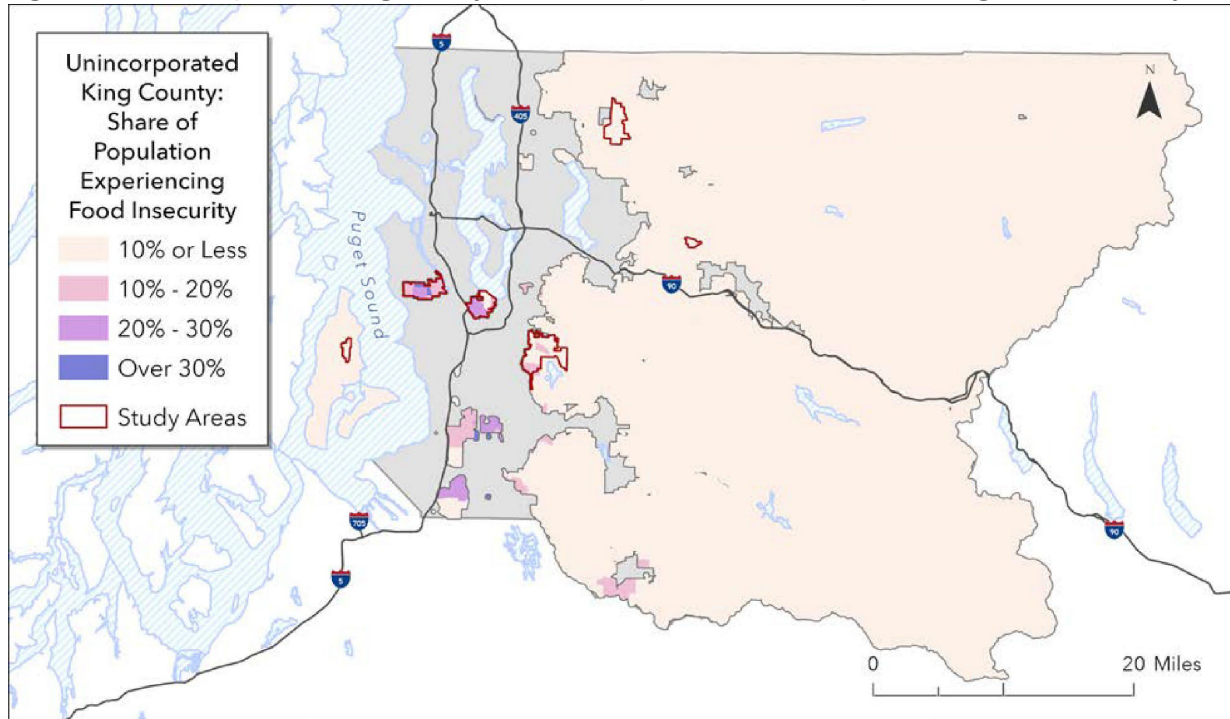 Unincorporated
King County:
Share of
Population
Experiencing
Food Insecurity
10% or Less
10% - 20%
20% - 30%
Over 30%
Study Areas
5
405
N
Puget Sound
90
705
5
90
0
20 Miles